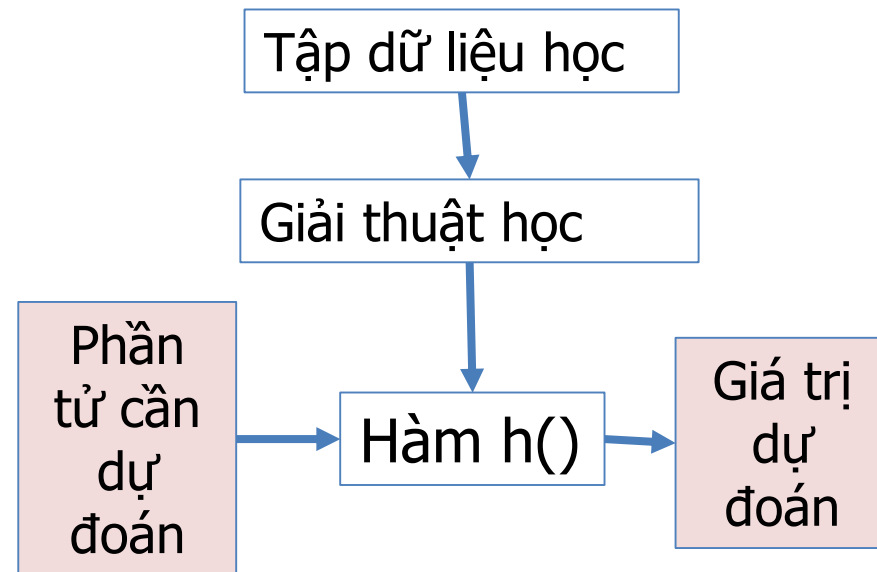 Tập dữ liệu học
Giải thuật học
Phần
tử cần
dự
đoán
Hàm h()
Giá trị
dự
đoán